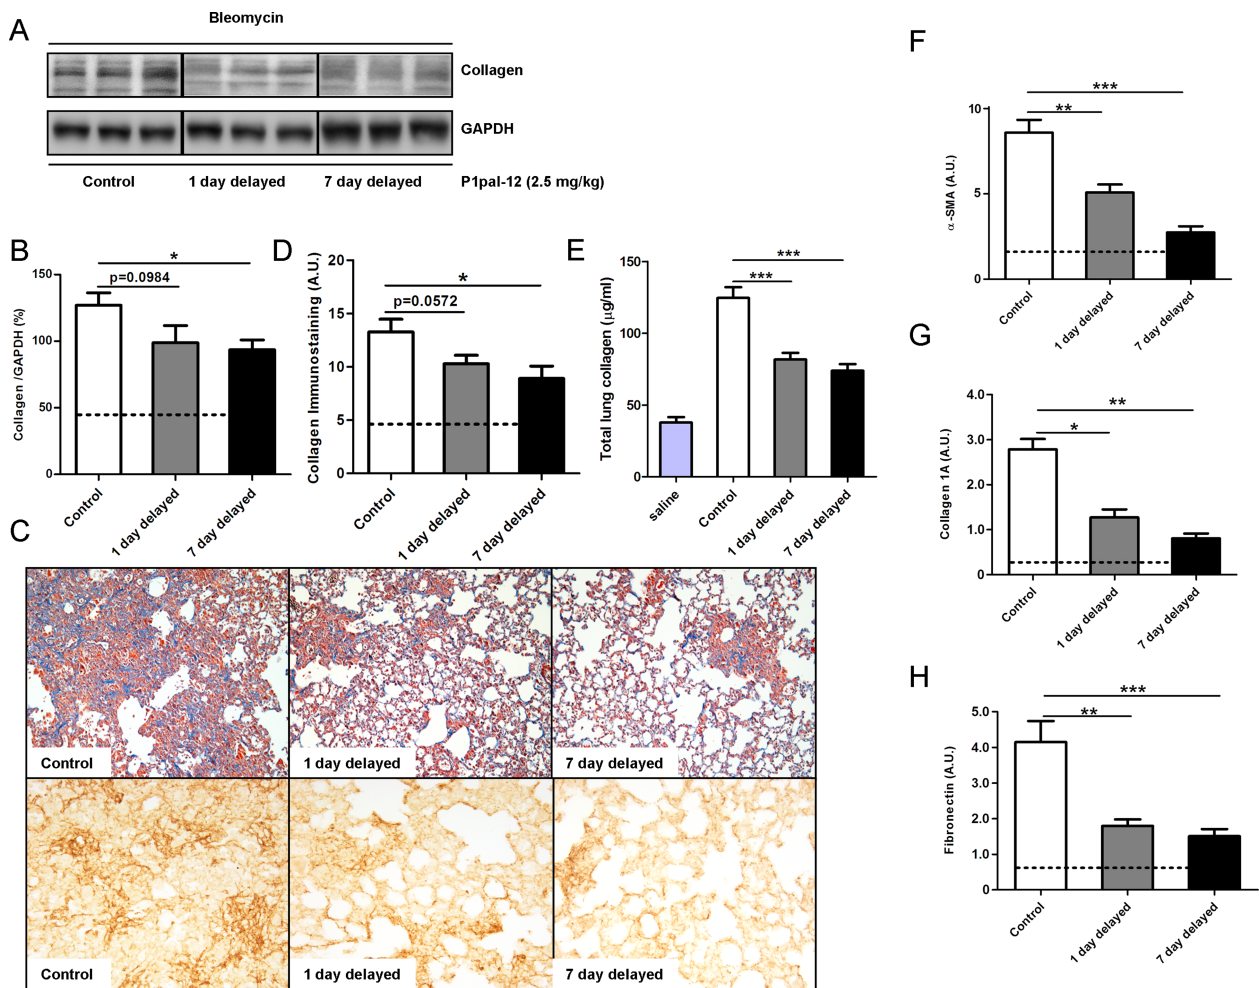 A
Bleomycin
Collagen
GAPDH
Control
1 day delayed
7 day delayed
P1pal-12 (2.5 mg/kg)
B
Collagen /GAPDH (%)
150
100
50
0
*
p=0.0984
Control
1 day delayed
7 day delayed
D
Collagen Immunostaining (A.U.)
20
15
10
5
0
*
p=0.0572
Control
1 day delayed
7 day delayed
E
Total lung collagen (µg/ml)
150
100
50
0
***
***
saline
Control
1 day delayed
7 day delayed
C
Control
1 day delayed
7 day delayed
Control
1 day delayed
7 day delayed
F
α-SMA (A.U.)
10
5
0
***
**
Control
1 day delayed
7 day delayed
G
Collagen 1A (A.U.)
4.0
3.0
2.0
1.0
0
**
*
Control
1 day delayed
7 day delayed
H
Fibronectin (A.U.)
5.0
4.0
3.0
2.0
1.0
0
***
**
Control
1 day delayed
7 day delayed